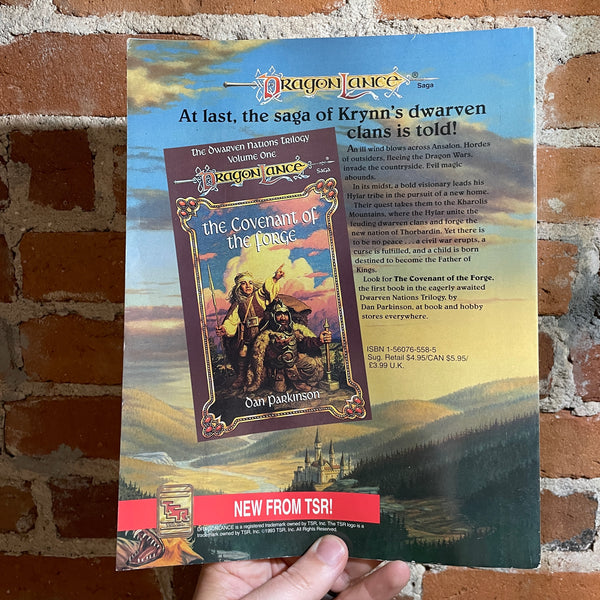 DRAGONLANCE®
Saga
At last, the saga of Krynn's dwarven
clans is told!
The Dwarven Nations Trilogy
Volume One
DRAGONLANCE
SAGA
the Covenant of
the Forge
Dan Parkinson
An ill wind blows across Ansalon. Hordes
of outsiders, fleeing the Dragon Wars,
invade the countryside. Evil magic
abounds.
In its midst, a bold visionary leads his
Hylar tribe in the pursuit of a new home.
Their quest takes them to the Kharolis
Mountains, where the Hylar unite the
feuding dwarven clans and forge the
new nation of Thorbardin. Yet there is
to be no peace . . . a civil war erupts, a
curse is fulfilled, and a child is born
destined to become the Father of
Kings.
Look for The Covenant of the Forge,
the first book in the eagerly awaited
Dwarven Nations Trilogy, by
Dan Parkinson, at book and hobby
stores everywhere.
ISBN 1-56076-558-5
Sug. Retail $4.95/CAN $5.95/
£3.99 U.K.
TSR
NEW FROM TSR!
DRAGONLANCE is a registered trademark owned by TSR, Inc. The TSR logo is a
trademark owned by TSR, Inc. ©1993 TSR, Inc. All Rights Reserved.